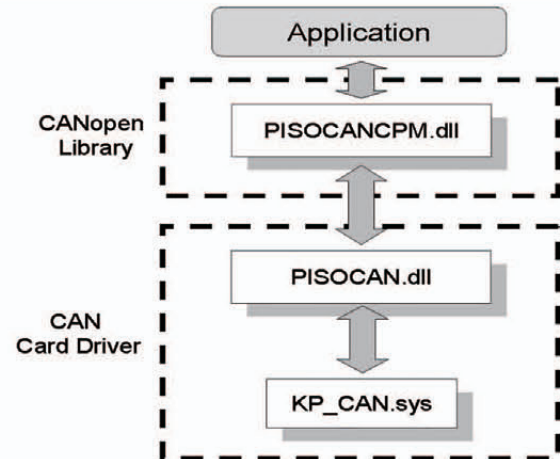 Application
CANopen
Library
PISOCANCPM.dll
PISOCAN.dll
CAN
Card Driver
KP_CAN.sys